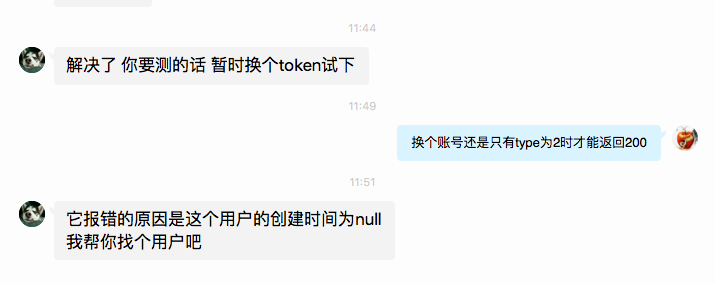 11:44
解决了 你要测的话 暂时换个token试下
11:49
换个账号还是只有type为2时才能返回200
11:51
它报错的原因是这个用户的创建时间为null
我帮你找个用户吧